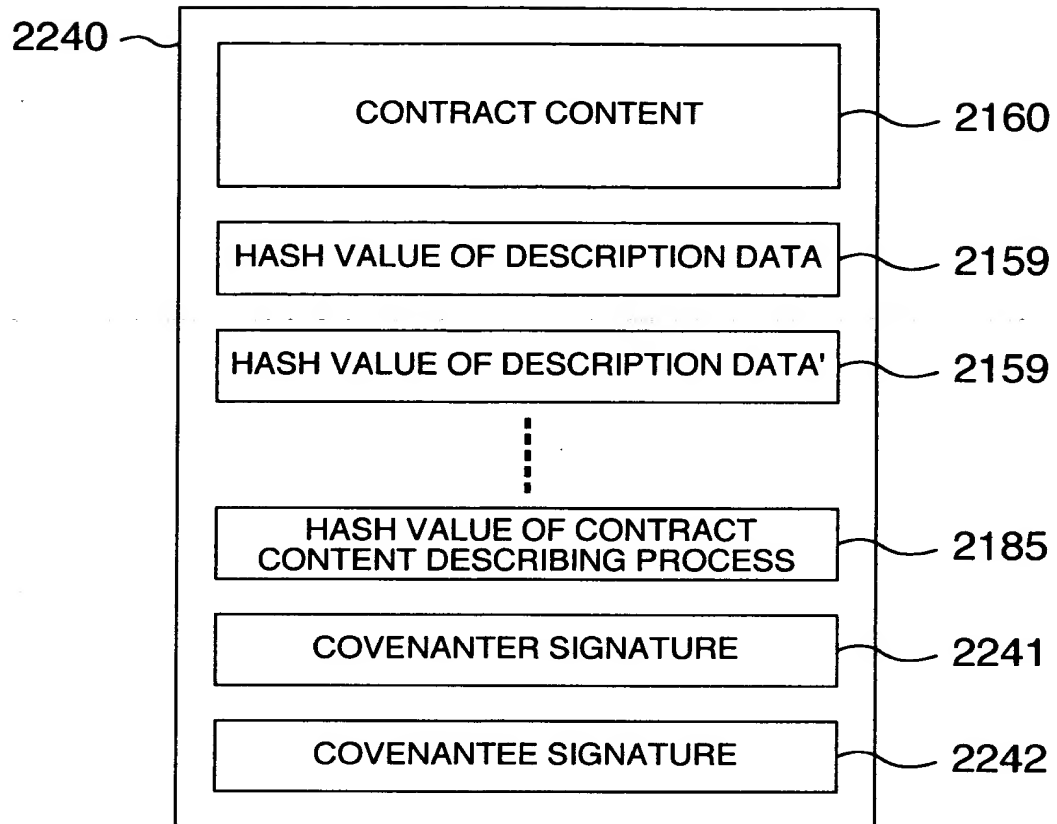 2240
CONTRACT CONTENT
2160
HASH VALUE OF DESCRIPTION DATA
2159
HASH VALUE OF DESCRIPTION DATA'
2159
HASH VALUE OF CONTRACT
CONTENT DESCRIBING PROCESS
2185
COVENANTER SIGNATURE
2241
COVENANTEE SIGNATURE
2242